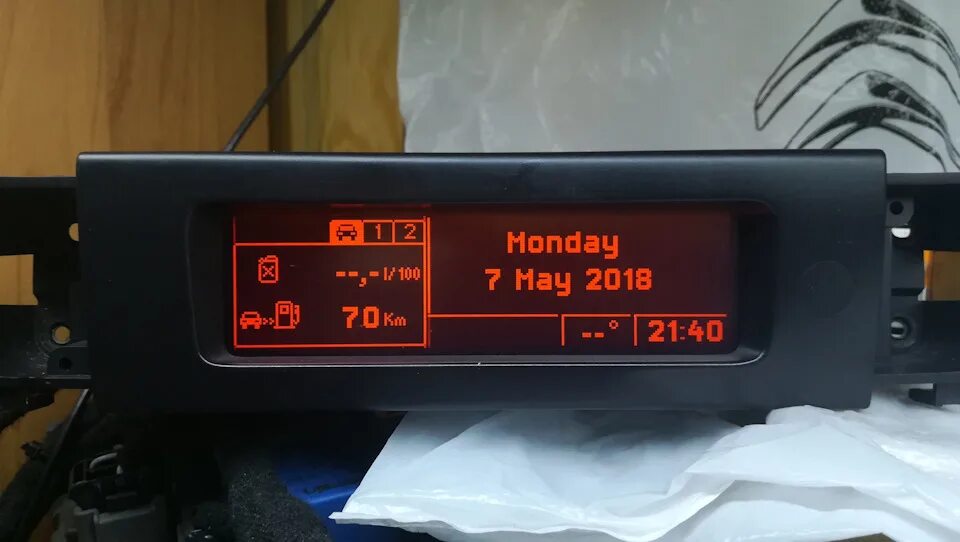 1 2
--,- l/100
70 Km
Monday
7 May 2018
--° 21:40